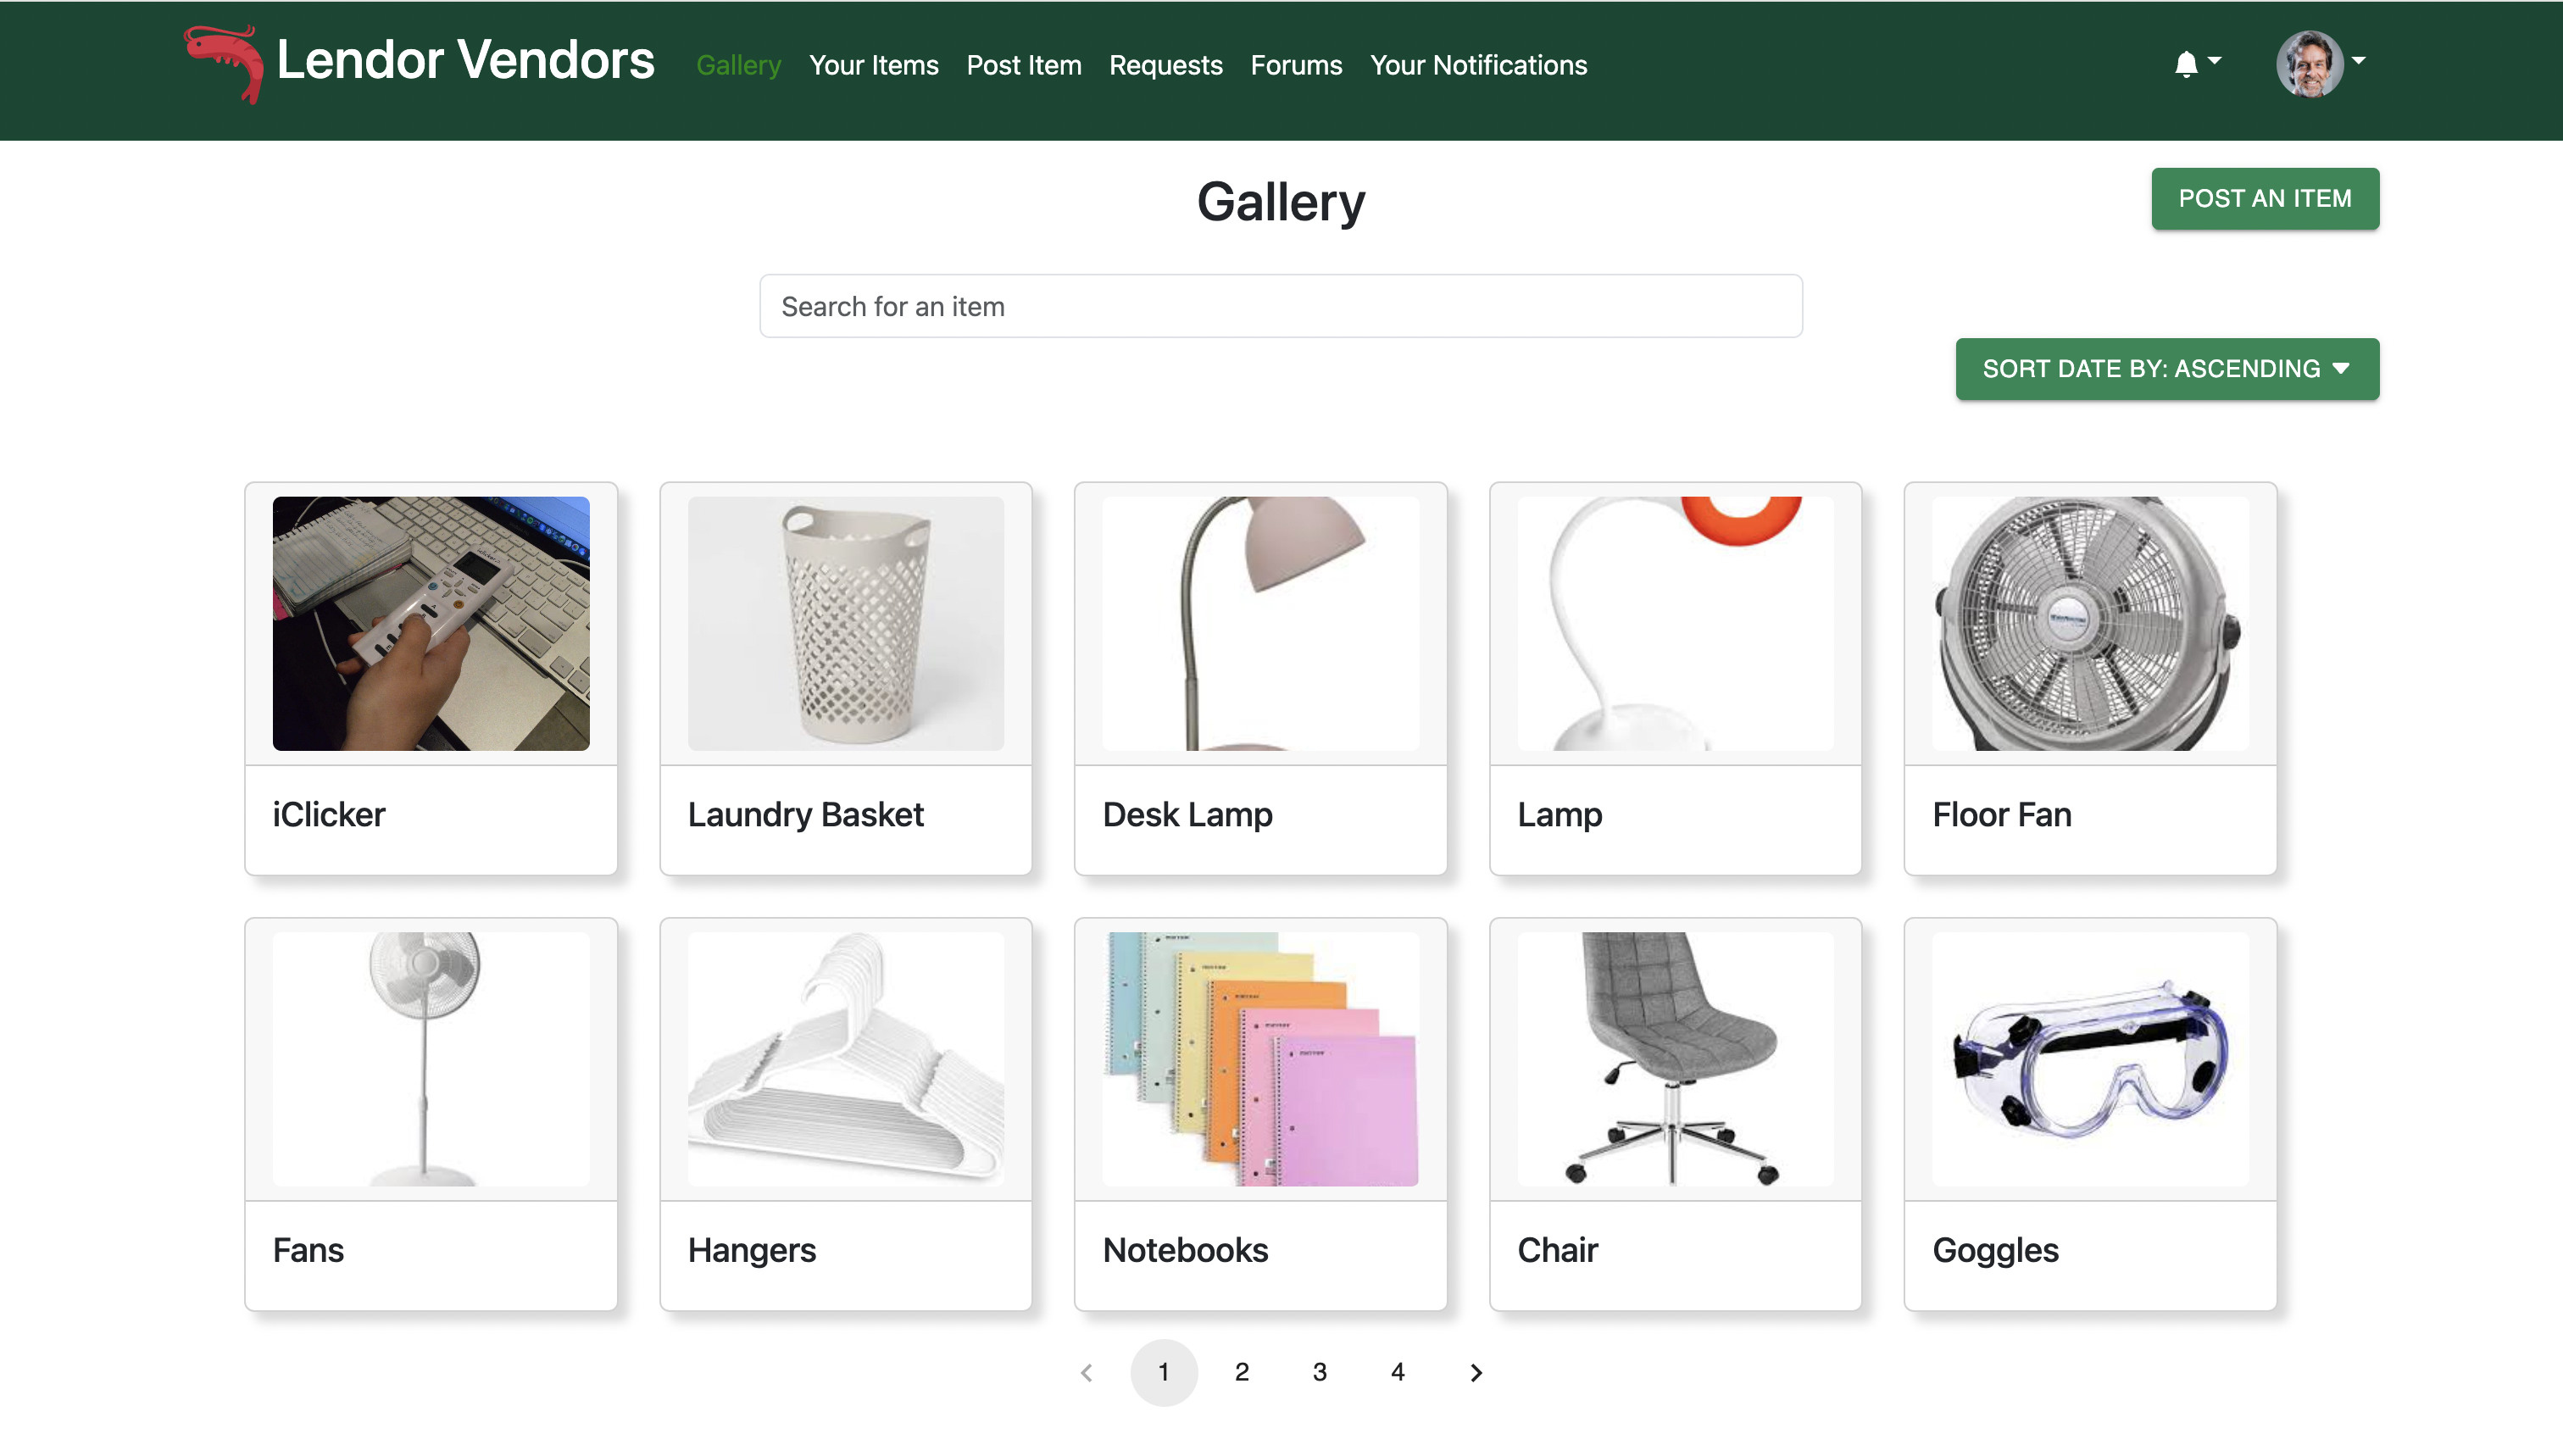 Lendor Vendors
Gallery Your Items Post Item Requests Forums Your Notifications
Gallery
POST AN ITEM
Search for an item
SORT DATE BY: ASCENDING
iClicker
Laundry Basket
Desk Lamp
Lamp
Floor Fan
Fans
Hangers
Notebooks
Chair
Goggles
1 2 3 4